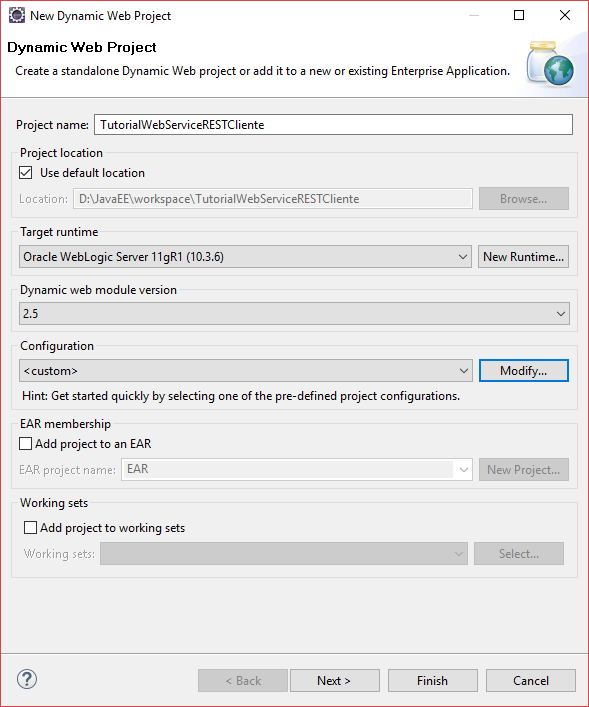 New Dynamic Web Project
Dynamic Web Project
Create a standalone Dynamic Web project or add it to a new or existing Enterprise Application.
Project name: TutorialWebServiceRESTCliente
Project location
Use default location
Location: D:\JavaEE\workspace\TutorialWebServiceRESTCliente Browse...
Target runtime
Oracle WebLogic Server 11gR1 (10.3.6) New Runtime...
Dynamic web module version
2.5
Configuration
<custom> Modify...
Hint: Get started quickly by selecting one of the pre-defined project configurations.
EAR membership
Add project to an EAR
EAR project name: EAR New Project...
Working sets
Add project to working sets
Working sets: Select...
? < Back Next > Finish Cancel